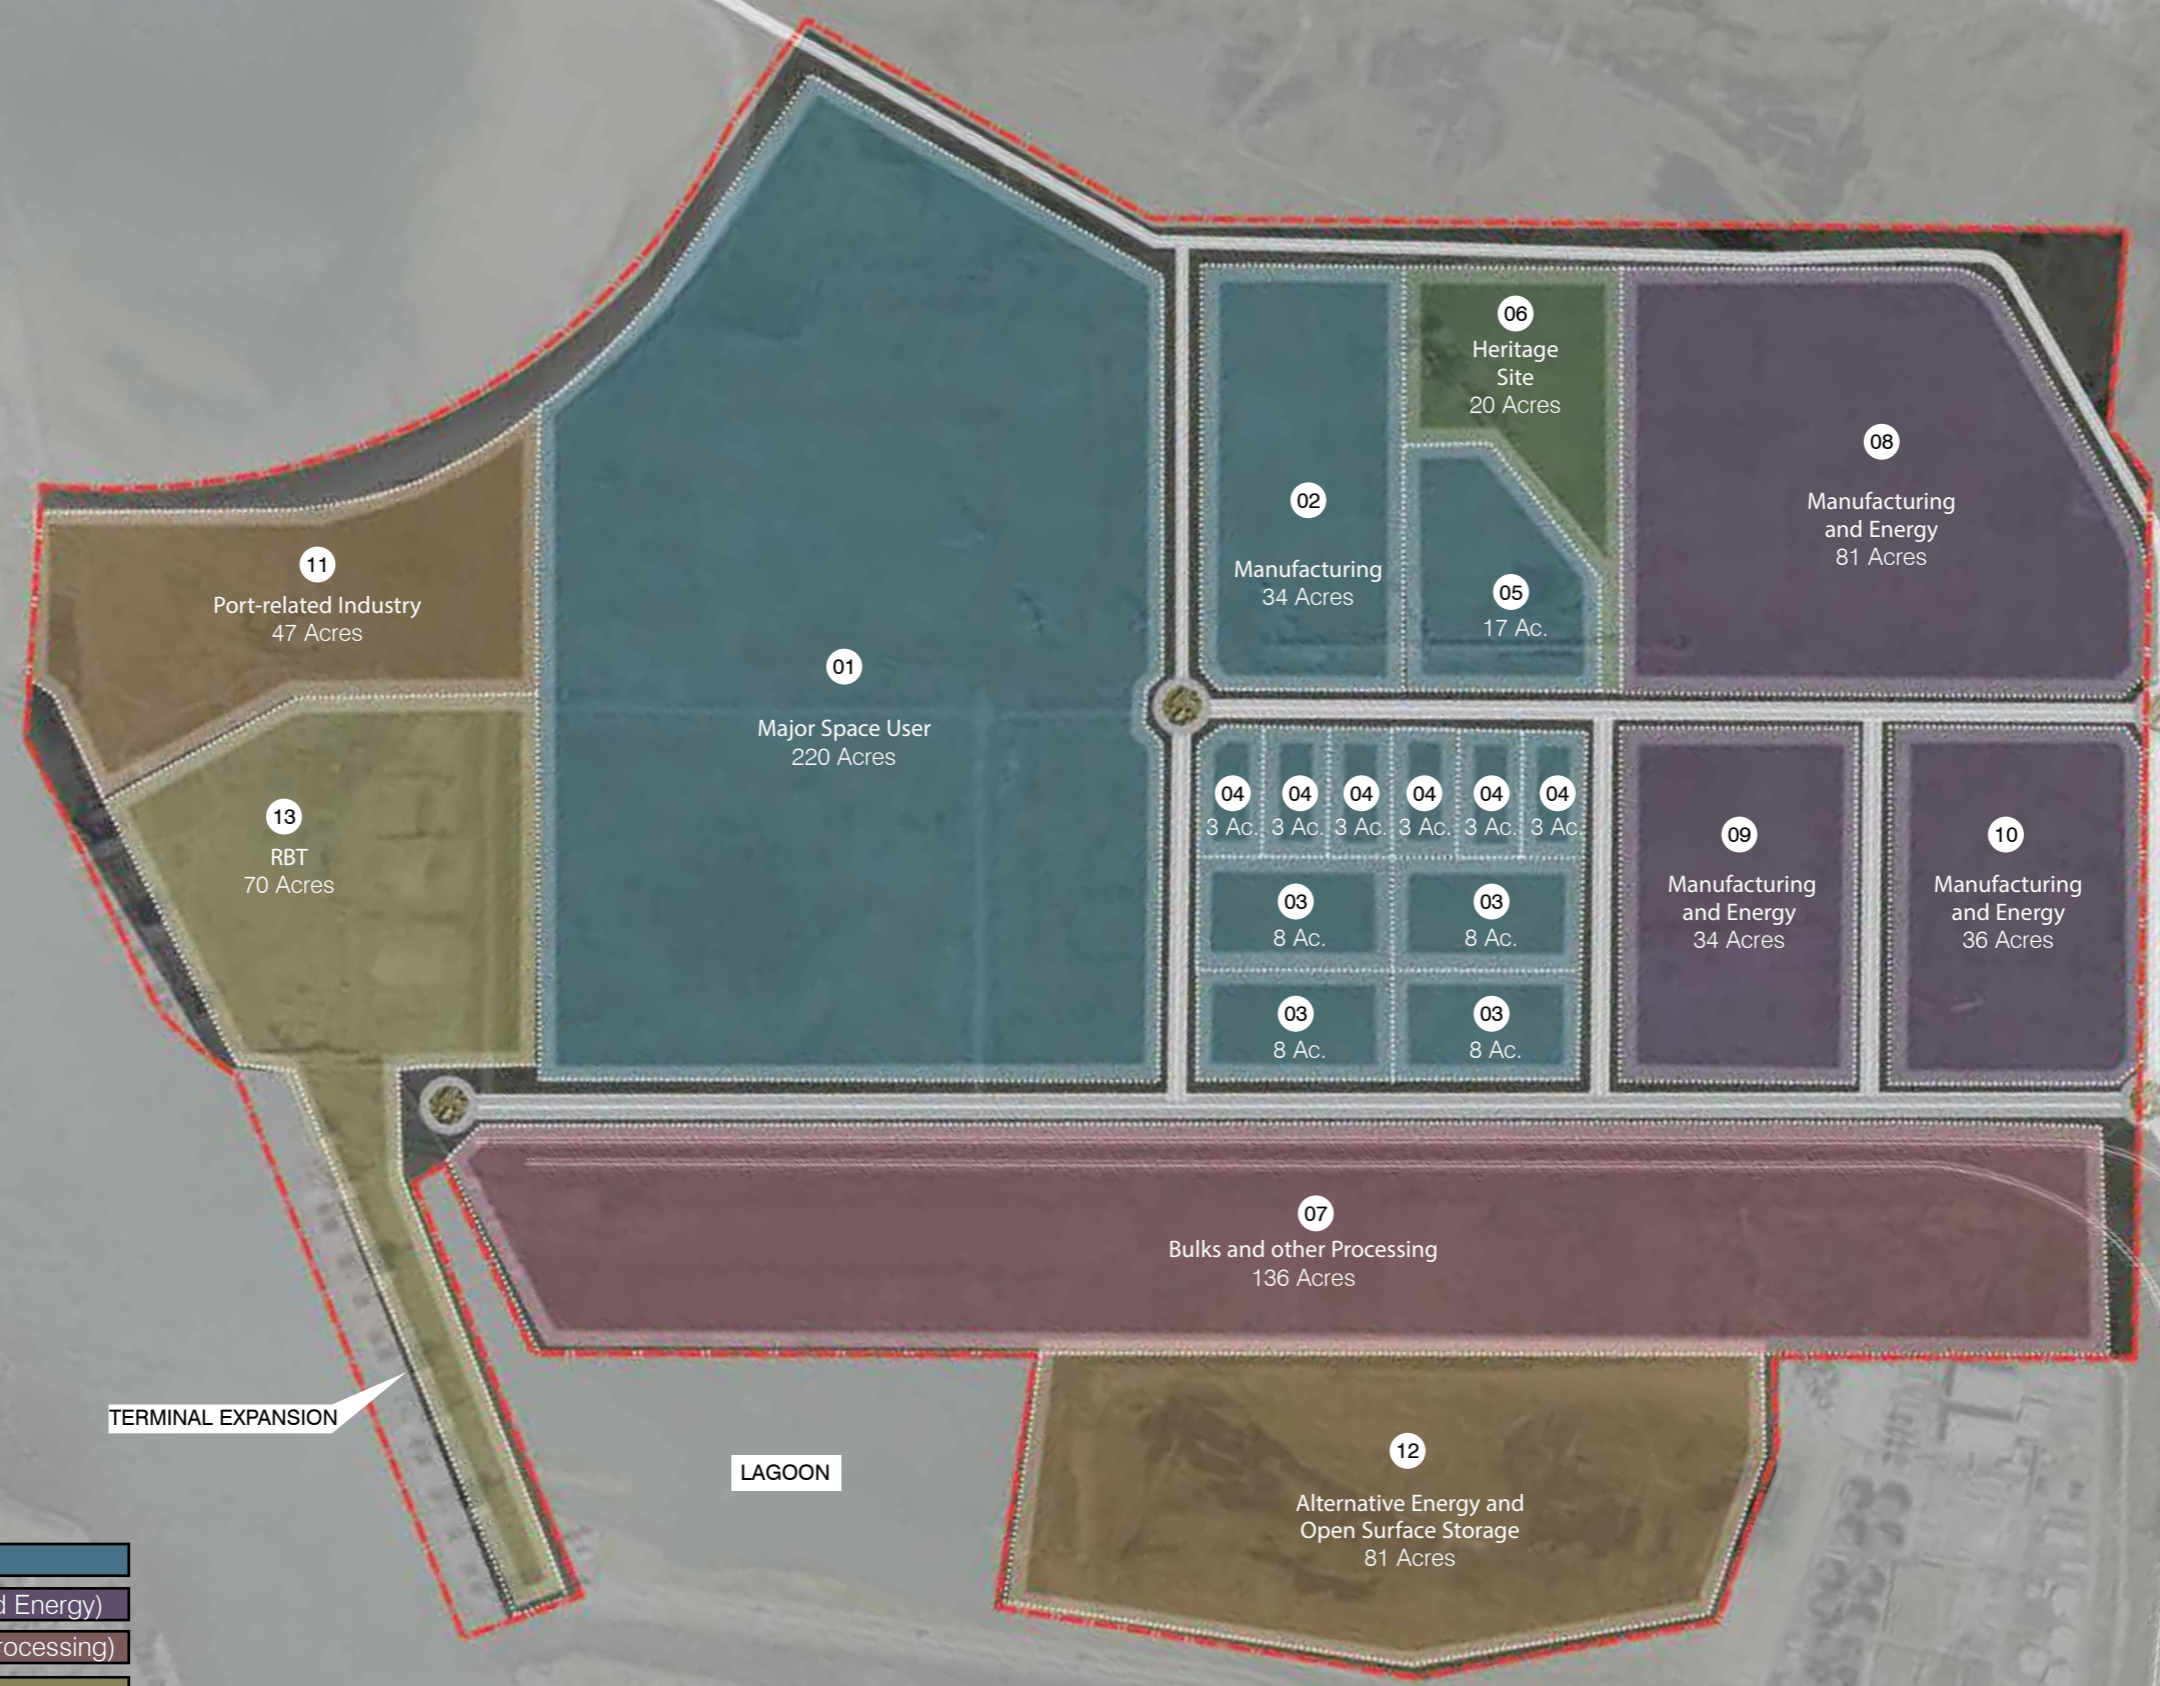 06
Heritage
Site
20 Acres
08
Manufacturing
and Energy
81 Acres
02
Manufacturing
34 Acres
05
17 Ac.
11
Port-related Industry
47 Acres
01
Major Space User
220 Acres
13
RBT
70 Acres
04 04 04 04 04 04
3 Ac. 3 Ac. 3 Ac. 3 Ac. 3 Ac. 3 Ac.
03 03
8 Ac. 8 Ac.
03 03
8 Ac. 8 Ac.
09
Manufacturing
and Energy
34 Acres
10
Manufacturing
and Energy
36 Acres
07
Bulks and other Processing
136 Acres
TERMINAL EXPANSION
LAGOON
12
Alternative Energy and
Open Surface Storage
81 Acres
Energy)